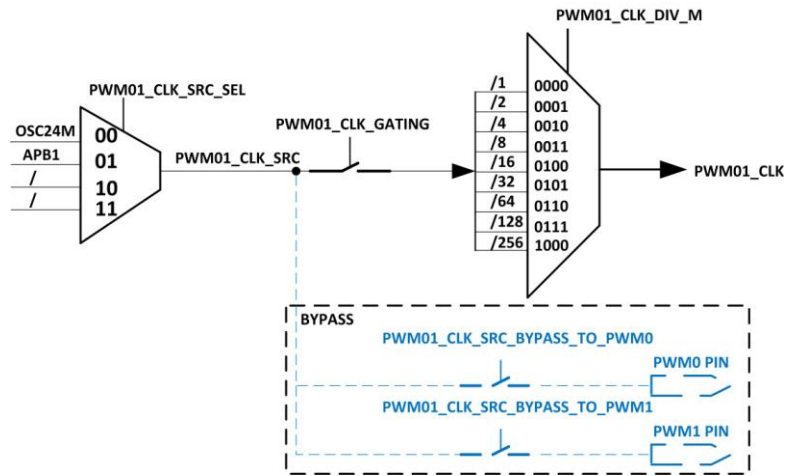 PWM01_CLK_DIV_M
PWM01_CLK_SRC_SEL
OSC24M
00
APB1
01
/
10
/
11
PWM01_CLK_SRC
PWM01_CLK_GATING
/1 0000
/2 0001
/4 0010
/8 0011
/16 0100
/32 0101
/64 0110
/128 0111
/256 1000
PWM01_CLK
BYPASS
PWM01_CLK_SRC_BYPASS_TO_PWM0
PWM0 PIN
PWM01_CLK_SRC_BYPASS_TO_PWM1
PWM1 PIN